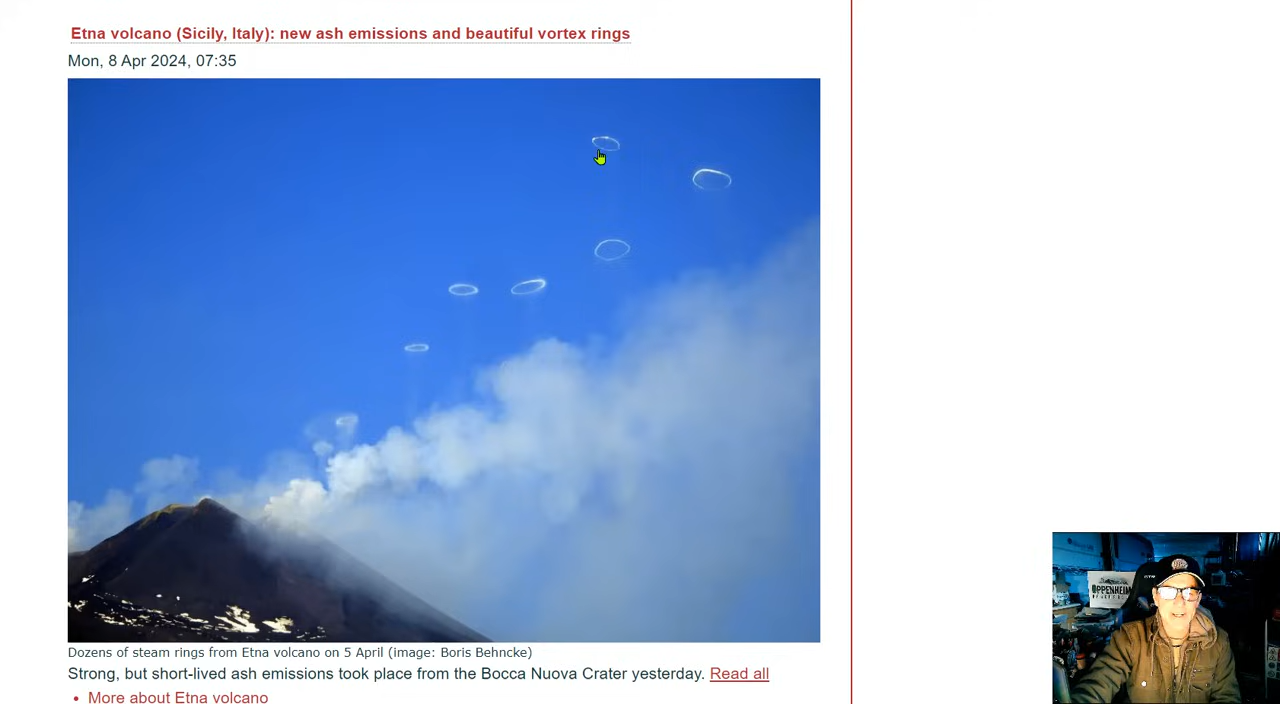 Etna volcano (Sicily, Italy): new ash emissions and beautiful vortex rings
Mon, 8 Apr 2024, 07:35
Dozens of steam rings from Etna volcano on 5 April (image: Boris Behncke)
Strong, but short-lived ash emissions took place from the Bocca Nuova Crater yesterday. Read all
• More about Etna volcano